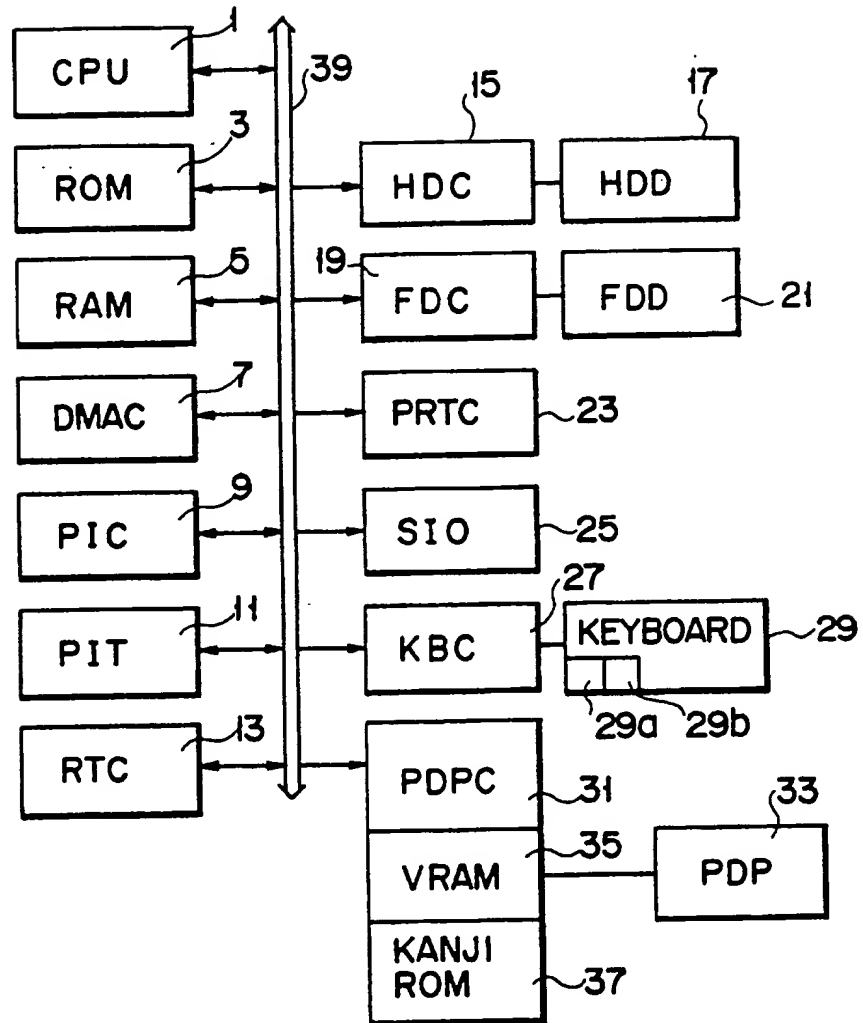 1
CPU
39
3
ROM
15
17
HDC
HDD
5
RAM
19
FDC
FDD
21
7
DMAC
PRTC
23
9
PIC
SIO
25
11
PIT
27
KBC
KEYBOARD
29
29a
29b
13
RTC
PDPC
31
35
VRAM
33
PDP
KANJI
ROM
37